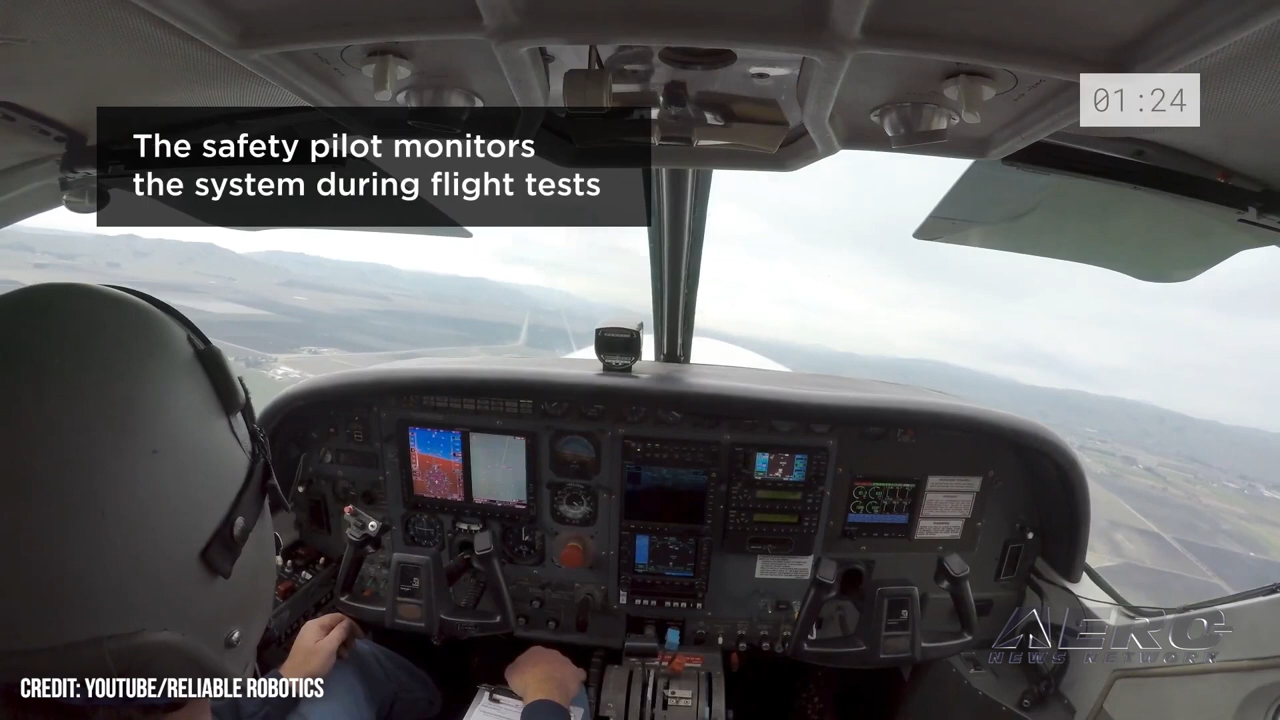 The safety pilot monitors
the system during flight tests
01:24
AERO
NEWS NETWORK
CREDIT: YOUTUBE/RELIABLE ROBOTICS